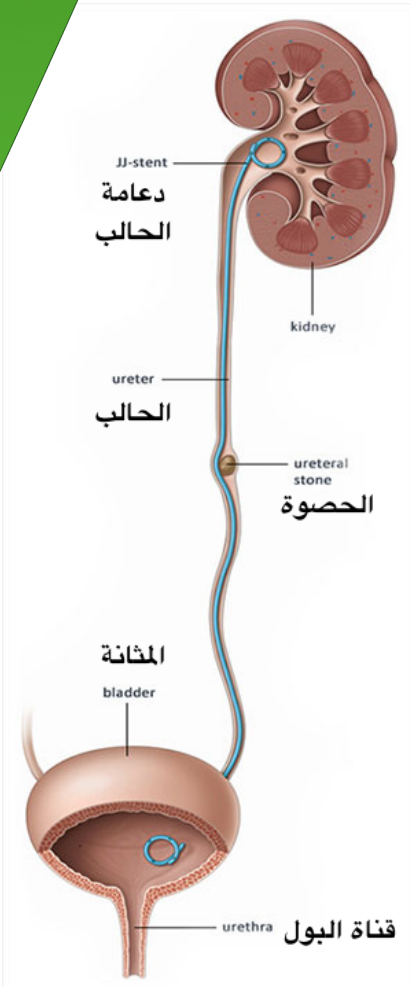 JJ-stent
دعامة
الحالب
kidney
ureter
الحالب
ureteral
stone
الحصوة
المثانة
bladder
urethra
قناة البول